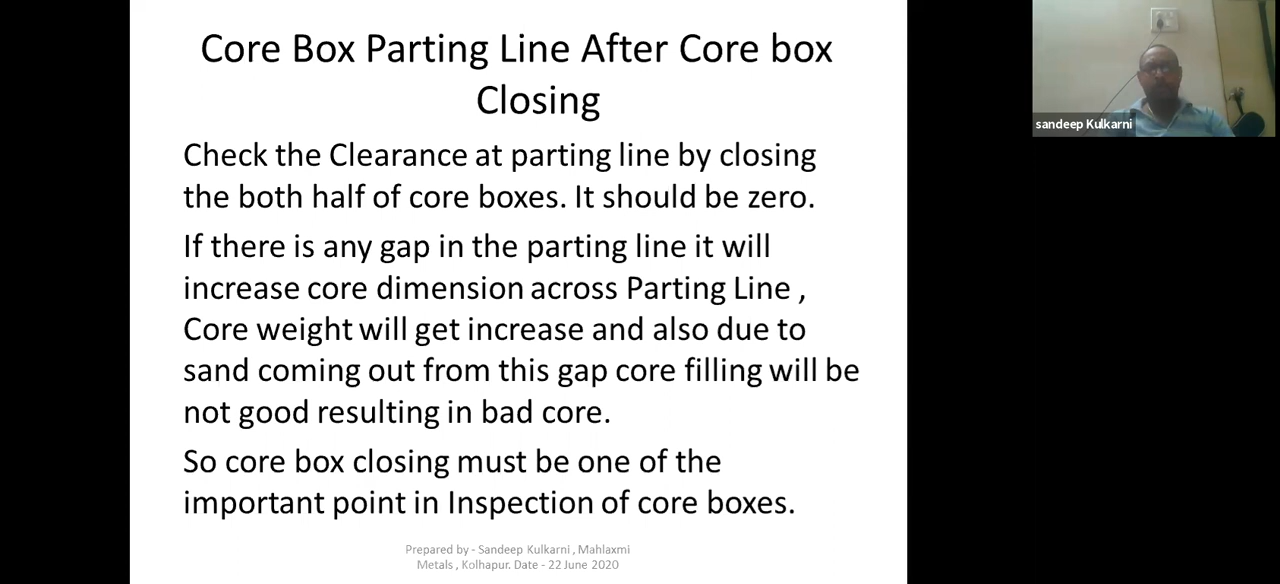 Core Box Parting Line After Core box
Closing
Check the Clearance at parting line by closing
the both half of core boxes. It should be zero.
If there is any gap in the parting line it will
increase core dimension across Parting Line ,
Core weight will get increase and also due to
sand coming out from this gap core filling will be
not good resulting in bad core.
So core box closing must be one of the
important point in Inspection of core boxes.
Prepared by - Sandeep Kulkarni , Mahlaxmi
Metals , Kolhapur. Date - 22 June 2020
sandeep Kulkarni